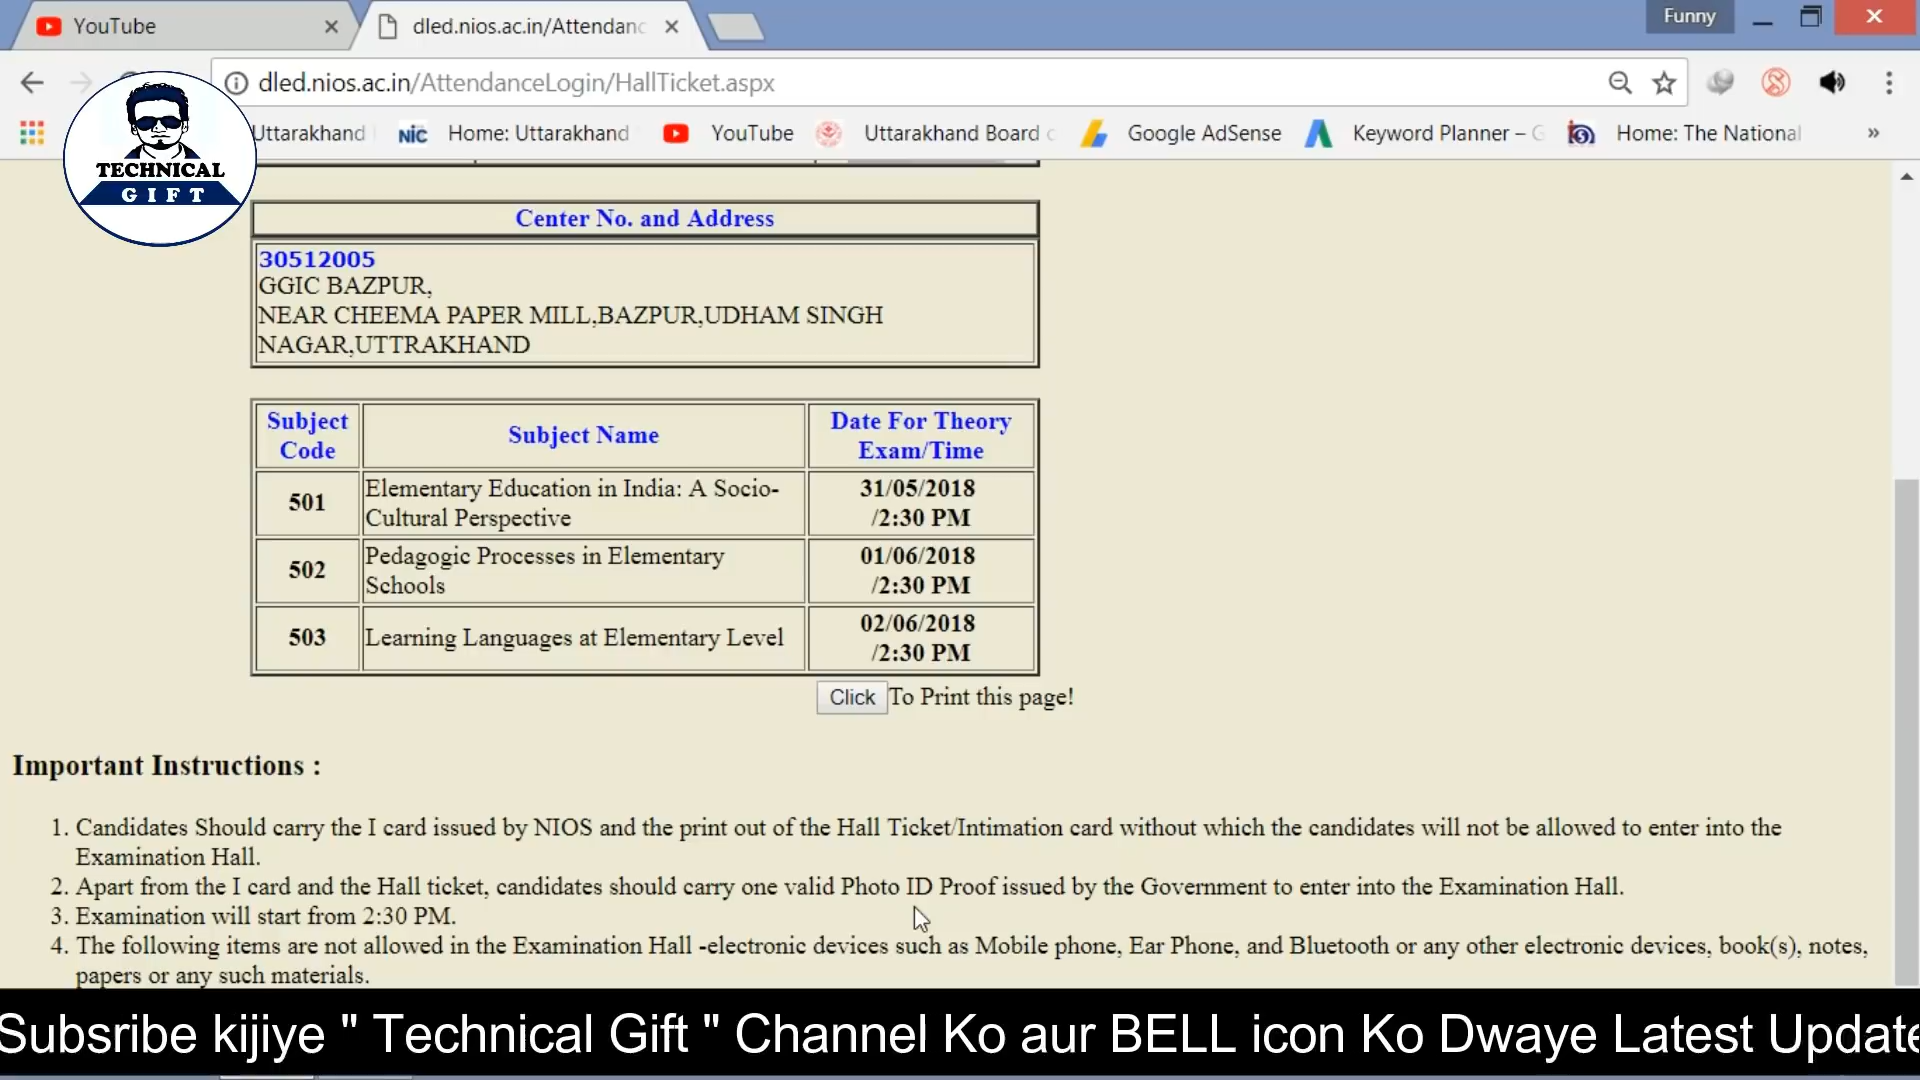 YouTube
dled.nios.ac.in/Attendanc
Funny
dled.nios.ac.in/AttendanceLogin/HallTicket.aspx
Uttarakhand
NIC
Home: Uttarakhand
YouTube
Uttarakhand Board c
Google AdSense
Keyword Planner – G
Home: The National
»
TECHNICAL
GIFT
Center No. and Address
30512005
GGIC BAZPUR,
NEAR CHEEMA PAPER MILL,BAZPUR,UDHAM SINGH
NAGAR,UTTRAKHAND
Subject Code
Subject Name
Date For Theory Exam/Time
501
Elementary Education in India: A Socio-
Cultural Perspective
31/05/2018
/2:30 PM
502
Pedagogic Processes in Elementary
Schools
01/06/2018
/2:30 PM
503
Learning Languages at Elementary Level
02/06/2018
/2:30 PM
Click To Print this page!
Important Instructions :
1. Candidates Should carry the I card issued by NIOS and the print out of the Hall Ticket/Intimation card without which the candidates will not be allowed to enter into the
Examination Hall.
2. Apart from the I card and the Hall ticket, candidates should carry one valid Photo ID Proof issued by the Government to enter into the Examination Hall.
3. Examination will start from 2:30 PM.
4. The following items are not allowed in the Examination Hall -electronic devices such as Mobile phone, Ear Phone, and Bluetooth or any other electronic devices, book(s), notes,
papers or any such materials.
Subsribe kijiye " Technical Gift " Channel Ko aur BELL icon Ko Dwaye Latest Update